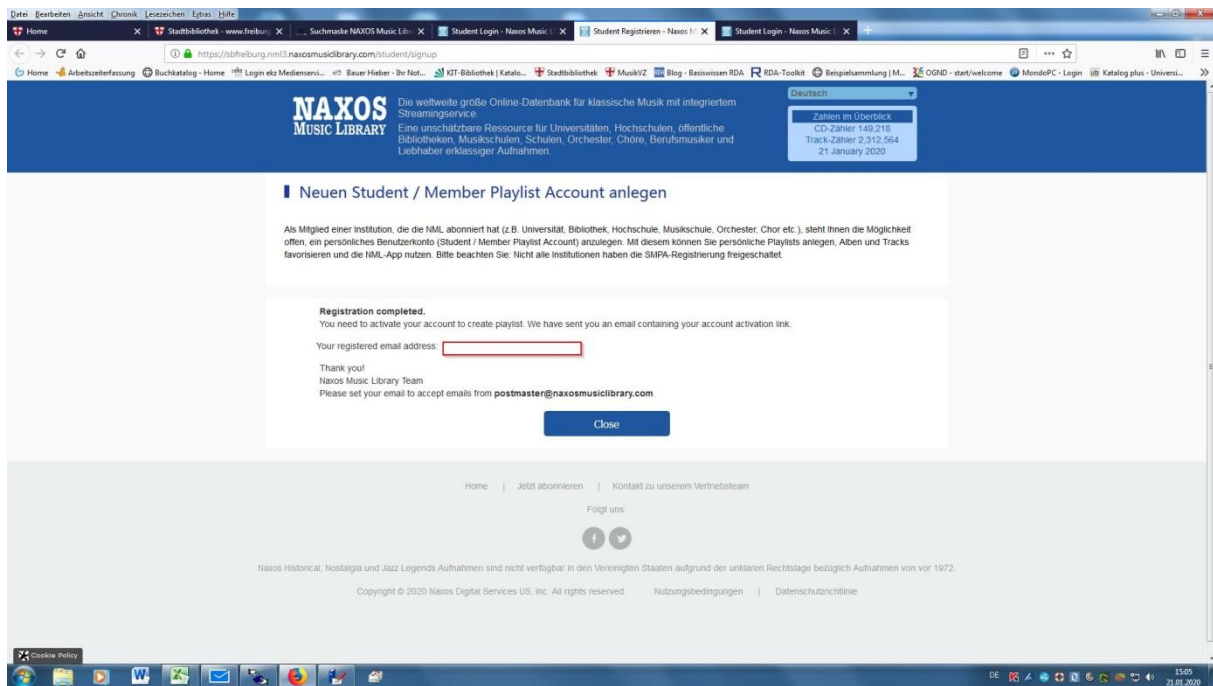 Datei Bearbeiten Ansicht Chronik Lesezeichen Extras Hilfe
Home
Stadtbibliothek - www.freiburg
Suchmaske NAXOS Music Libr
Student Login - Naxos Music Li
Student Registrieren - Naxos M
Student Login - Naxos Music L
https://sbfreiburg.nml3.naxosmusiclibrary.com/student/signup
Home Arbeitszeiterfassung Buchkatalog - Home Login ekz Medienservi... Bauer Hieber - Ihr Not... KIT-Bibliothek | Katalo... Stadtbibliothek MusikVZ Blog - Basiswissen RDA RDA-Toolkit Beispielsammlung | M... OGND - start/welcome MondoPC - Login Katalog plus - Universi...
NAXOS
MUSIC LIBRARY
Die weltweite größe Online-Datenbank für klassische Musik mit integriertem
Streamingservice.
Eine unschätzbare Ressource für Universitäten, Hochschulen, öffentliche
Bibliotheken, Musikschulen, Schulen, Orchester, Chöre, Berufsmusiker und
Liebhaber erklassiger Aufnahmen.
Deutsch
Zahlen im Überblick
CD-Zähler 149,218
Track-Zähler 2,312,564
21 January 2020
Neuen Student / Member Playlist Account anlegen
Als Mitglied einer Institution, die die NML abonniert hat (z.B. Universität, Bibliothek, Hochschule, Musikschule, Orchester, Chor etc.), steht Ihnen die Möglichkeit
offen, ein persönliches Benutzerkonto (Student / Member Playlist Account) anzulegen. Mit diesem können Sie persönliche Playlists anlegen, Alben und Tracks
favorisieren und die NML-App nutzen. Bitte beachten Sie: Nicht alle Institutionen haben die SMPA-Registrierung freigeschaltet.
Registration completed.
You need to activate your account to create playlist. We have sent you an email containing your account activation link.
Your registered email address:
Thank you!
Naxos Music Library Team
Please set your email to accept emails from postmaster@naxosmusiclibrary.com
Close
Home | Jetzt abonnieren | Kontakt zu unserem Vertriebsteam
Folgt uns:
Naxos Historical, Nostalgia und Jazz Legends Aufnahmen sind nicht verfügbar in den Vereinigten Staaten aufgrund der unklaren Rechtslage bezüglich Aufnahmen von vor 1972.
Copyright © 2020 Naxos Digital Services US, Inc. All rights reserved. Nutzungsbedingungen | Datenschutzrichtlinie
Cookie Policy
DE
15:05
21.01.2020